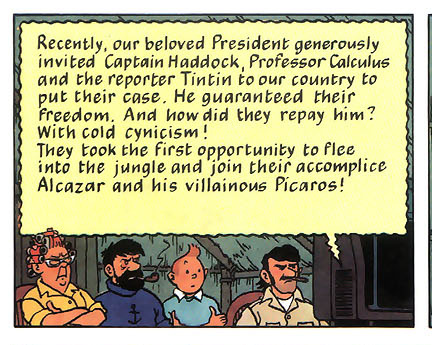 Recently, our beloved President generously
invited Captain Haddock, Professor Calculus
and the reporter Tintin to our country to
put their case. He guaranteed their
freedom. And how did they repay him?
With cold cynicism!
They took the first opportunity to flee
into the jungle and join their accomplice
Alcazar and his villainous Picaros!